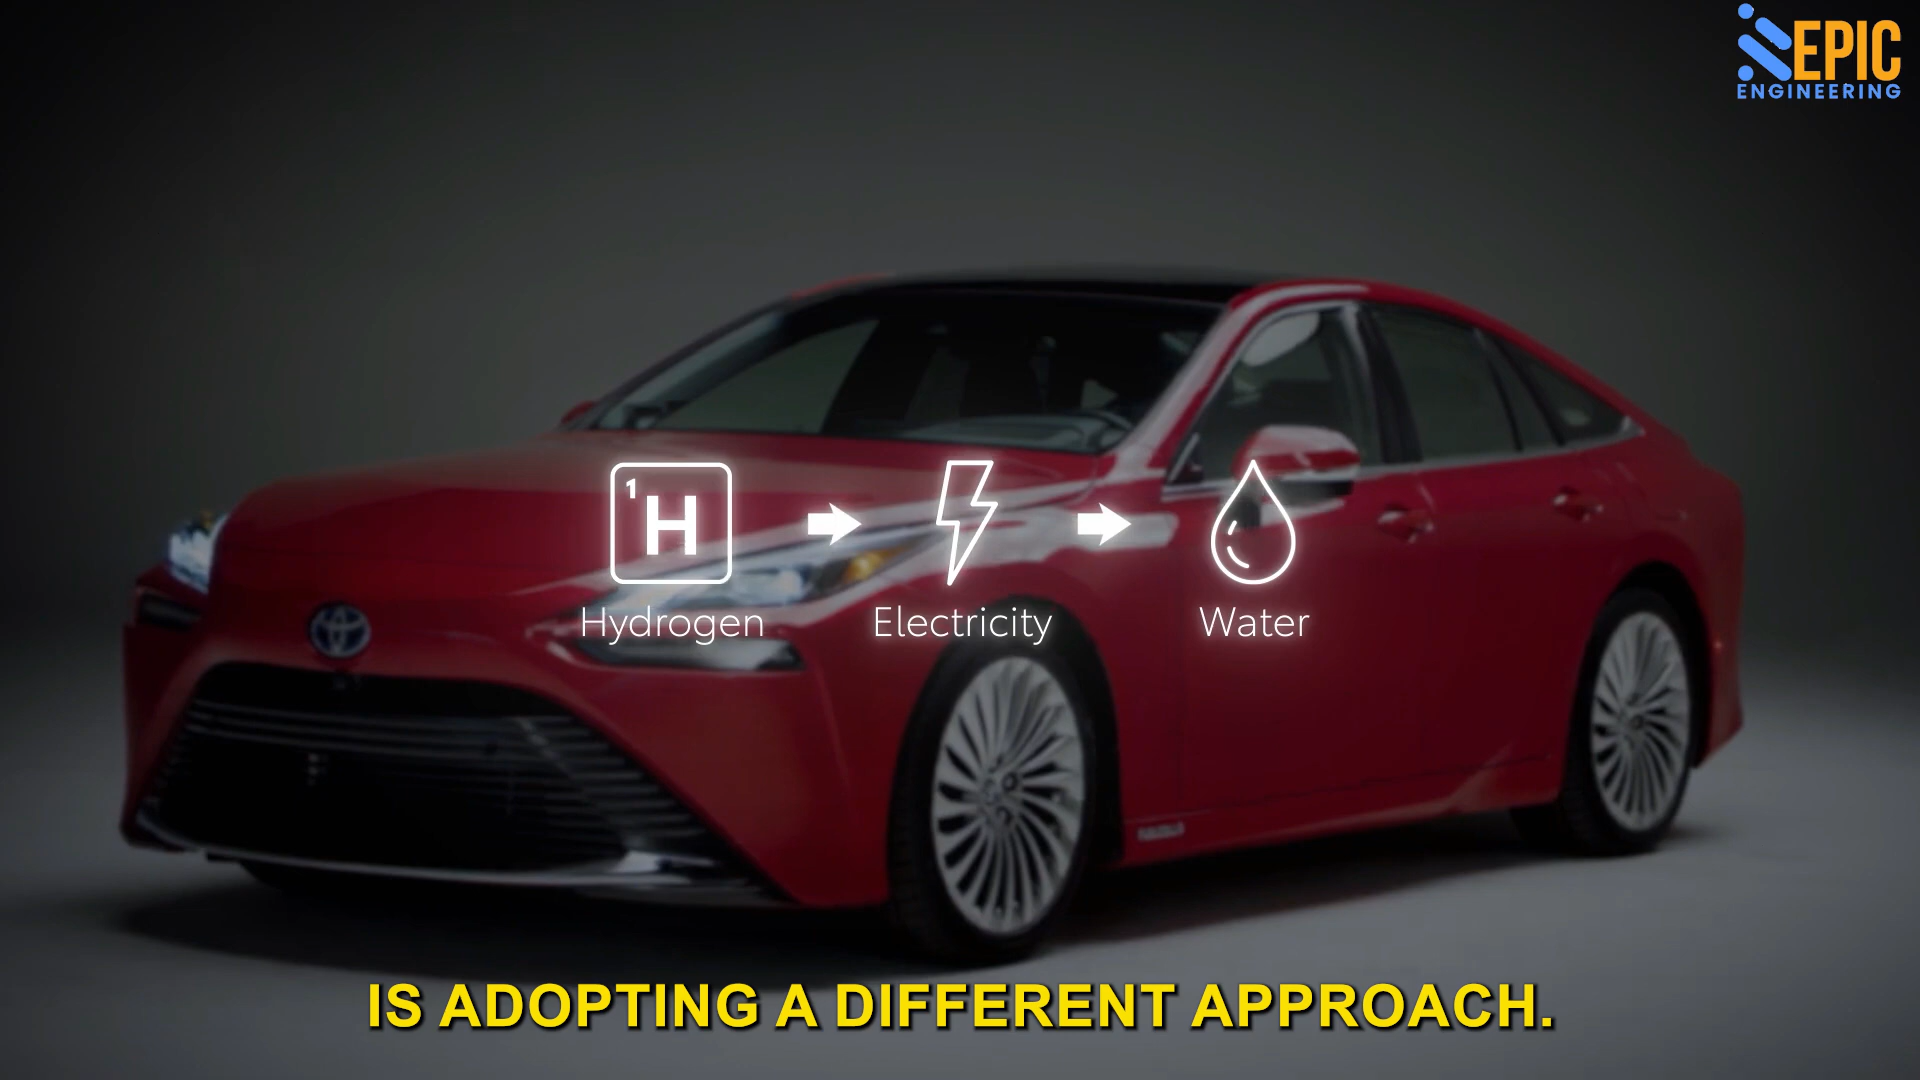 EPIC
ENGINEERING
1
H
Hydrogen
Electricity
Water
IS ADOPTING A DIFFERENT APPROACH.